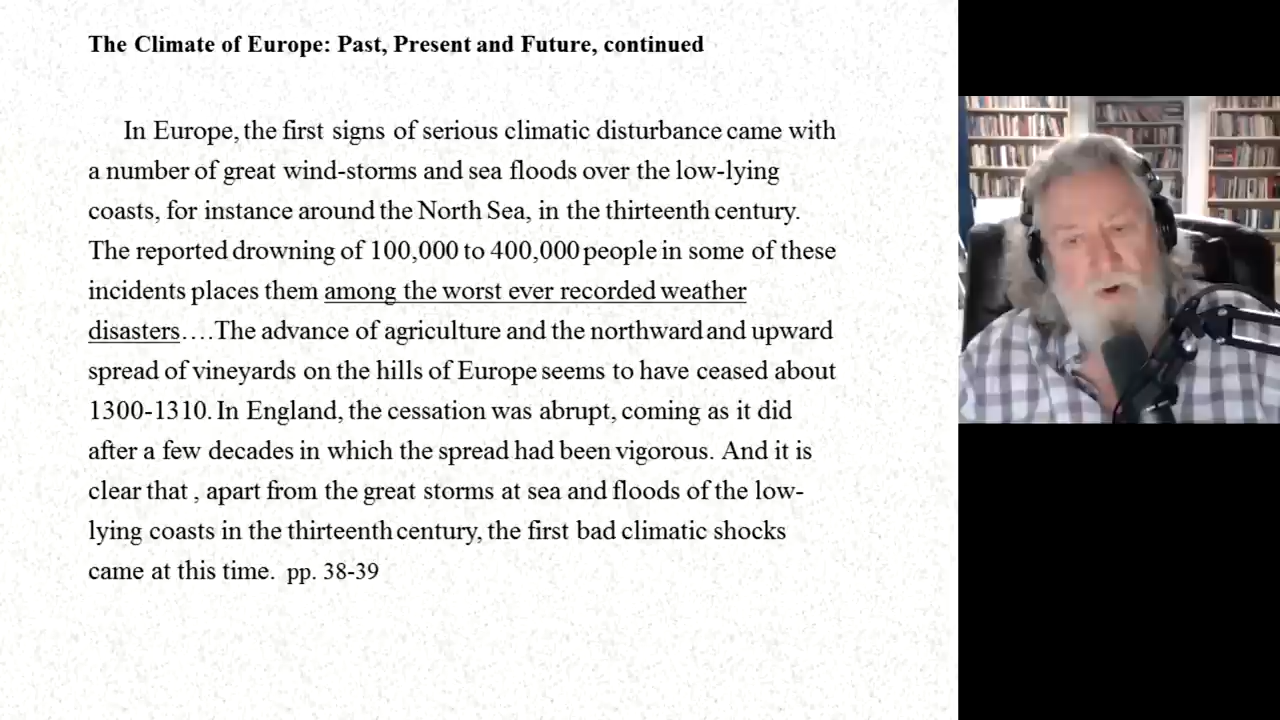 The Climate of Europe: Past, Present and Future, continued
In Europe, the first signs of serious climatic disturbance came with
a number of great wind-storms and sea floods over the low-lying
coasts, for instance around the North Sea, in the thirteenth century.
The reported drowning of 100,000 to 400,000 people in some of these
incidents places them among the worst ever recorded weather
disasters….The advance of agriculture and the northward and upward
spread of vineyards on the hills of Europe seems to have ceased about
1300-1310. In England, the cessation was abrupt, coming as it did
after a few decades in which the spread had been vigorous. And it is
clear that , apart from the great storms at sea and floods of the low-
lying coasts in the thirteenth century, the first bad climatic shocks
came at this time.  pp. 38-39